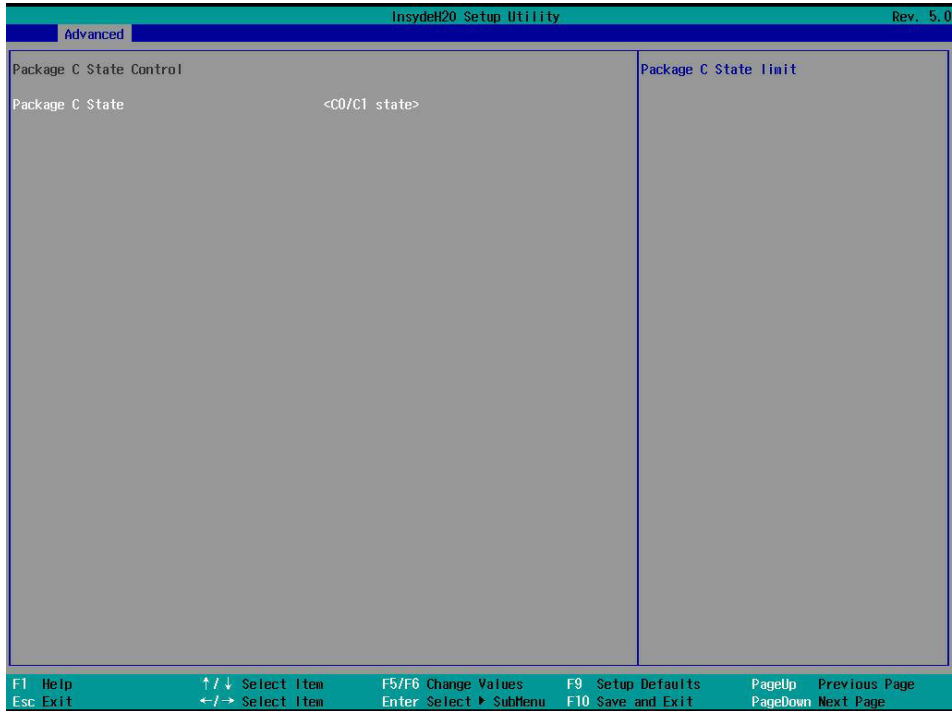 InsydeH2O Setup Utility Rev. 5.0
Advanced
Package C State Control
Package C State <C0/C1 state>
Package C State limit
F1 Help ↑/↓ Select Item F5/F6 Change Values F9 Setup Defaults PageUp Previous Page
Esc Exit ←/→ Select Item Enter Select ▶ SubMenu F10 Save and Exit PageDown Next Page